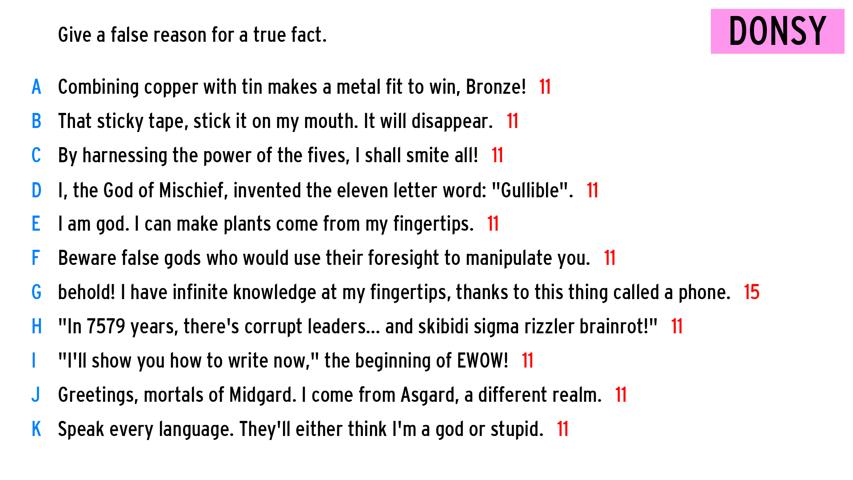 Give a false reason for a true fact.
DONSY
A Combining copper with tin makes a metal fit to win, Bronze! 11
B That sticky tape, stick it on my mouth. It will disappear. 11
C By harnessing the power of the fives, I shall smite all! 11
D I, the God of Mischief, invented the eleven letter word: "Gullible". 11
E I am god. I can make plants come from my fingertips. 11
F Beware false gods who would use their foresight to manipulate you. 11
G behold! I have infinite knowledge at my fingertips, thanks to this thing called a phone. 15
H "In 7579 years, there's corrupt leaders... and skibidi sigma rizzler brainrot!" 11
I "I'll show you how to write now," the beginning of EWOW! 11
J Greetings, mortals of Midgard. I come from Asgard, a different realm. 11
K Speak every language. They'll either think I'm a god or stupid. 11